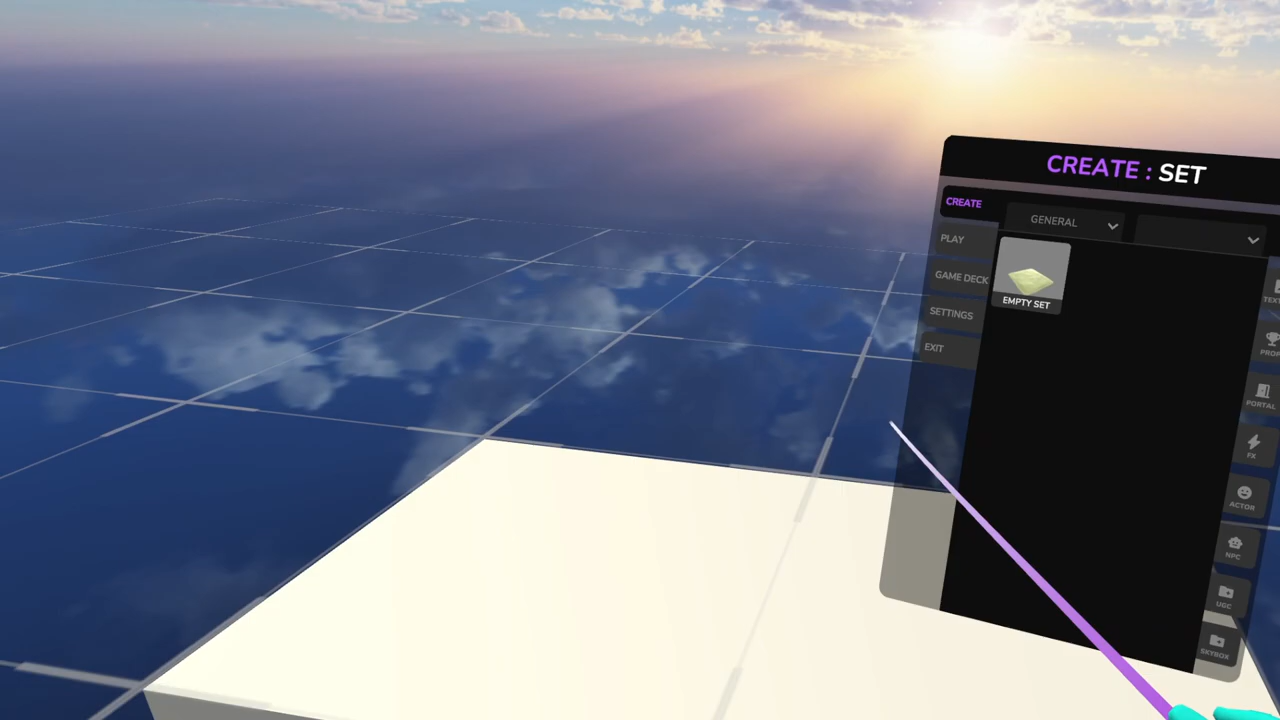 CREATE : SET
CREATE
GENERAL
PLAY
GAME DECK
SETTINGS
EXIT
EMPTY SET
PORTAL
FX
ACTOR
NPC
UGC
SKYBOX